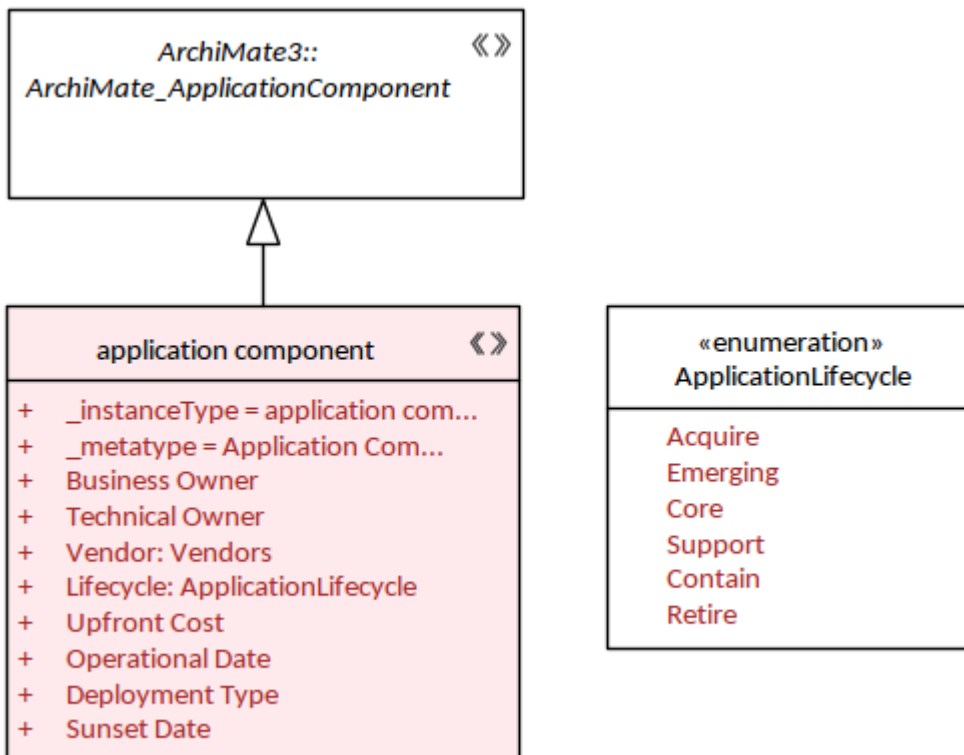 ArchiMate3::
ArchiMate_ApplicationComponent
«»
application component
«»
+ _instanceType = application com...
+ _metatype = Application Com...
+ Business Owner
+ Technical Owner
+ Vendor: Vendors
+ Lifecycle: ApplicationLifecycle
+ Upfront Cost
+ Operational Date
+ Deployment Type
+ Sunset Date
«enumeration»
ApplicationLifecycle
Acquire
Emerging
Core
Support
Contain
Retire